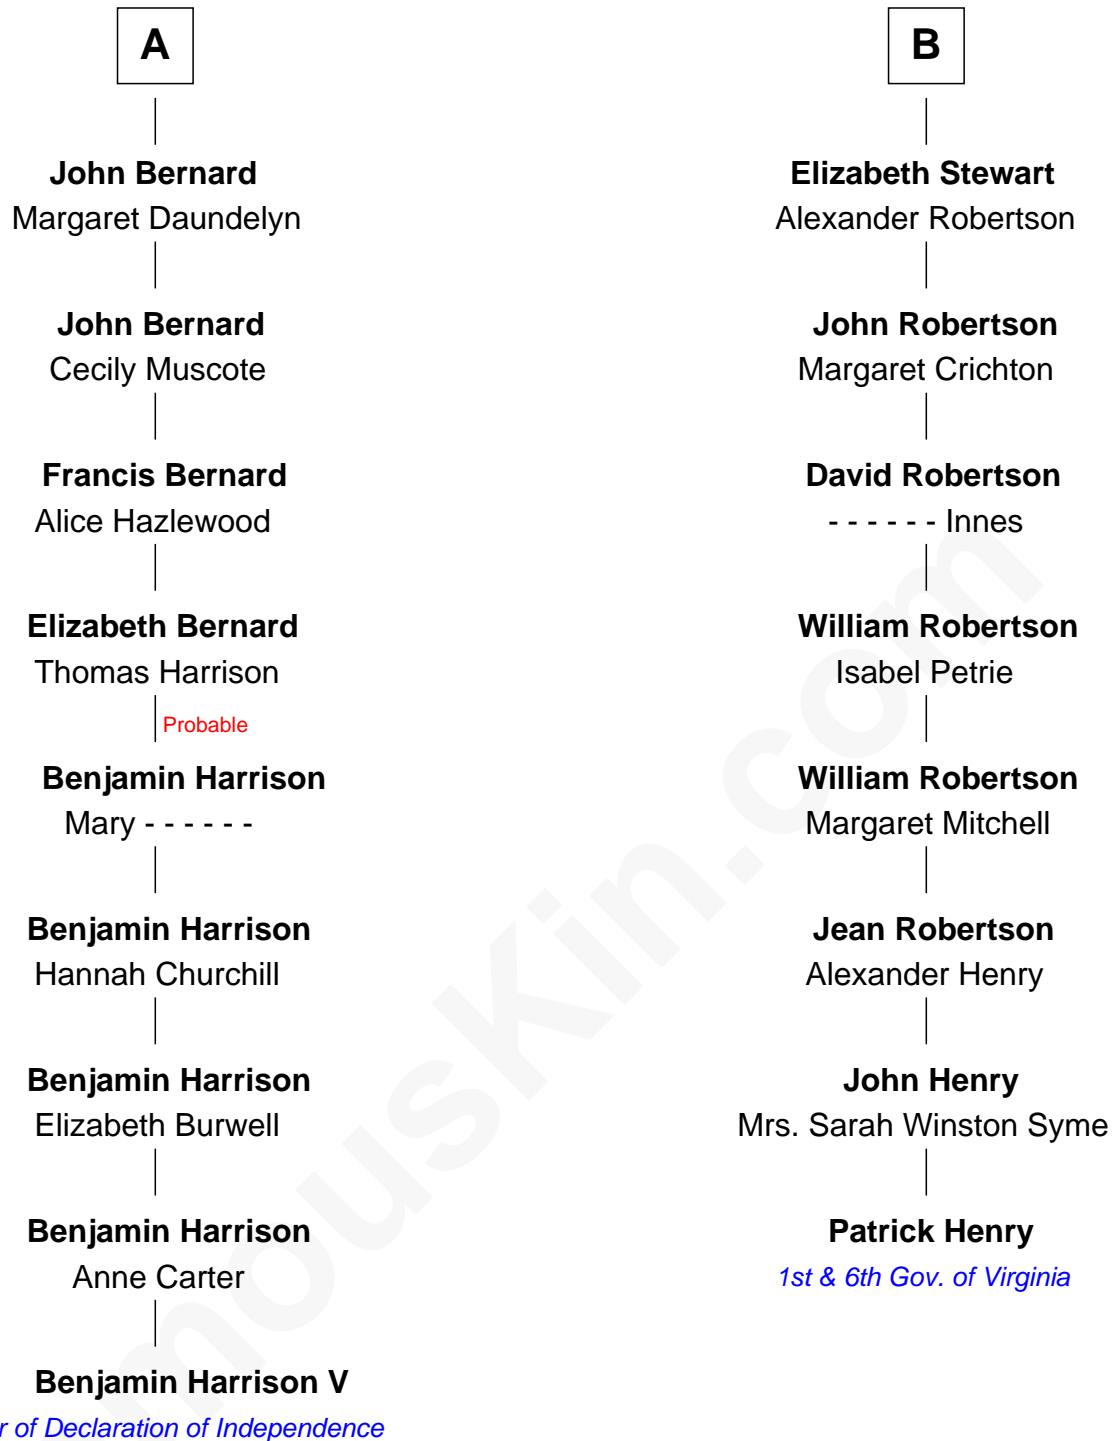 A
John Bernard
Margaret Daundelyn
John Bernard
Cecily Muscote
Francis Bernard
Alice Hazlewood
Elizabeth Bernard
Thomas Harrison
Probable
Benjamin Harrison
Mary - - - - - -
Benjamin Harrison
Hannah Churchill
Benjamin Harrison
Elizabeth Burwell
Benjamin Harrison
Anne Carter
Benjamin Harrison V
of Declaration of Independence
B
Elizabeth Stewart
Alexander Robertson
John Robertson
Margaret Crichton
David Robertson
- - - - - - Innes
William Robertson
Isabel Petrie
William Robertson
Margaret Mitchell
Jean Robertson
Alexander Henry
John Henry
Mrs. Sarah Winston Syme
Patrick Henry
1st & 6th Gov. of Virginia
mousKin.com